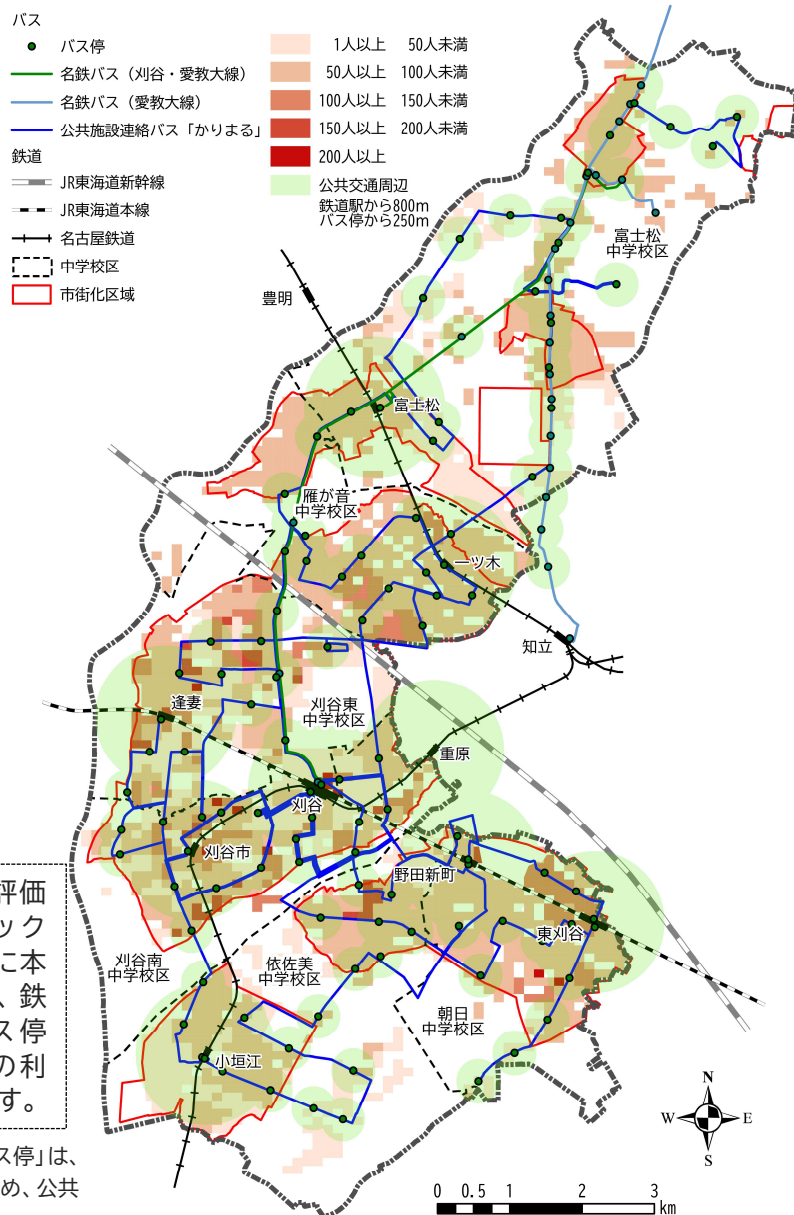 バス
バス停
名鉄バス（刈谷・愛教大線）
名鉄バス（愛教大線）
公共施設連絡バス「かりまる」
鉄道
JR東海道新幹線
JR東海道本線
名古屋鉄道
中学校区
市街化区域
1人以上 50人未満
50人以上 100人未満
100人以上 150人未満
150人以上 200人未満
200人以上
公共交通周辺
鉄道駅から800m
バス停から250m
豊明
富士松
中学校区
富士松
雁が音
中学校区
一ツ木
知立
逢妻
刈谷東
中学校区
重原
刈谷
刈谷市
野田新町
東刈谷
刈谷南
中学校区
依佐美
中学校区
朝日
中学校区
小垣江
評価
ック
に本
、鉄
ス停
の利
す。
ス停」は、
め、公共
N
W
E
S
0 0.5 1 2 3
km